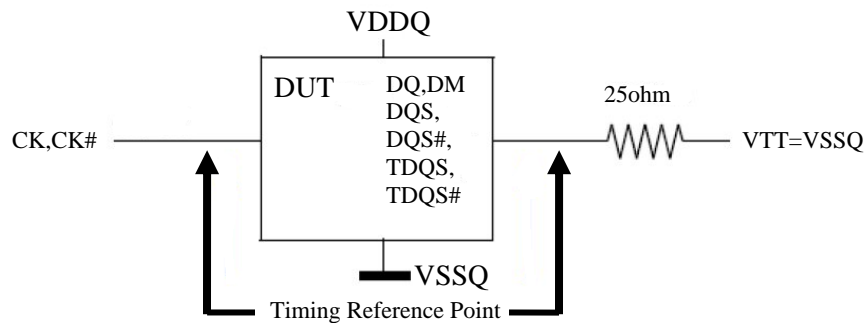 VDDQ
DUT
DQ,DM
DQS,
DQS#,
TDQS,
TDQS#
25ohm
CK,CK#
VTT=VSSQ
VSSQ
Timing Reference Point